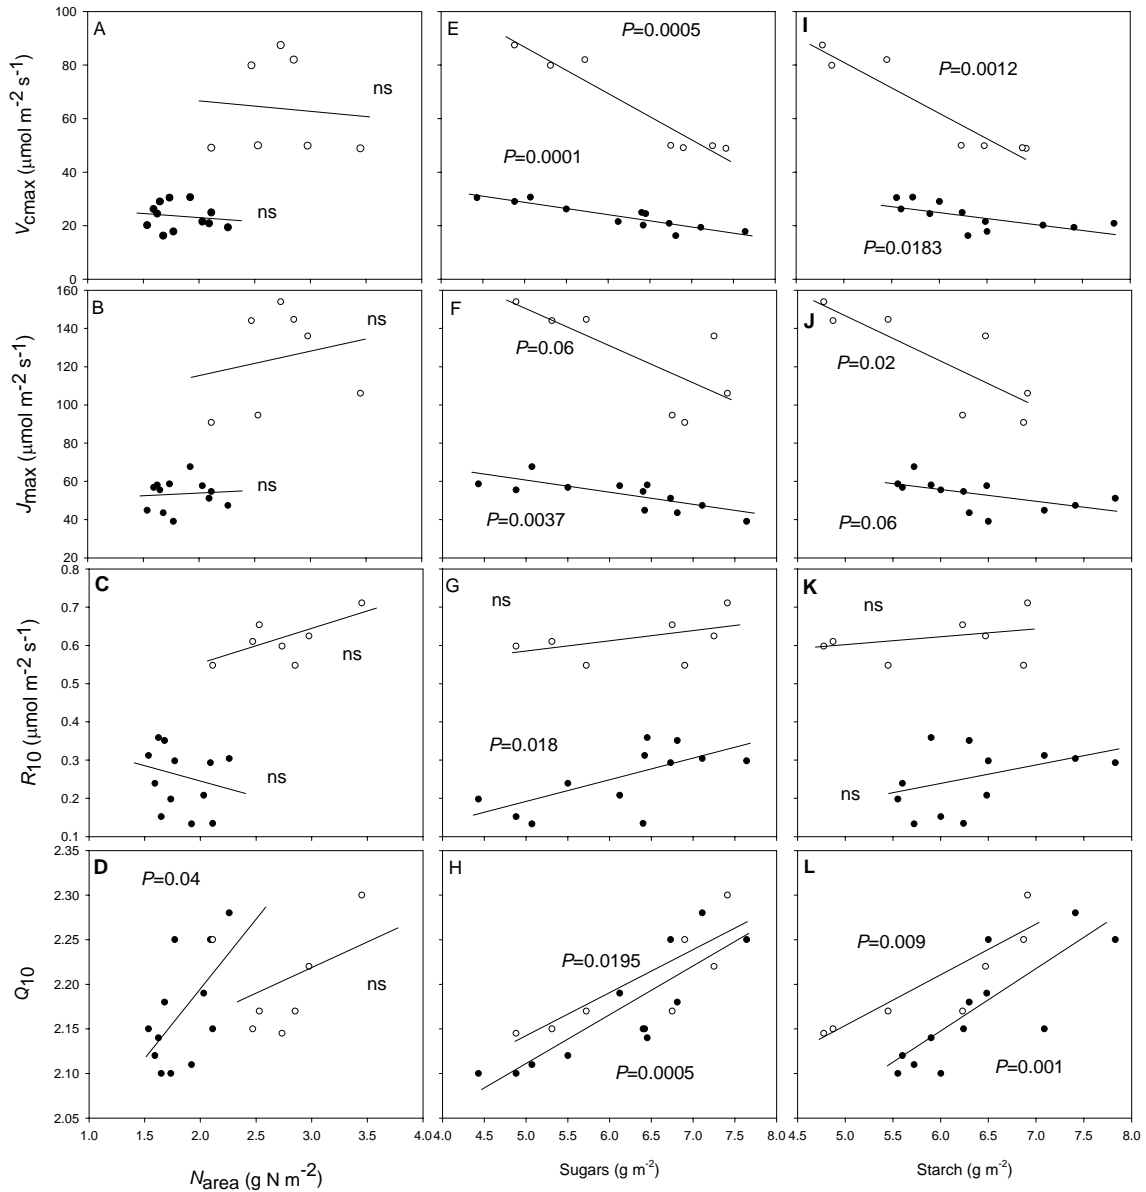 A
E
I
V cmax (μmol m-2 s-1)
100
80
60
40
20
0
ns
ns
P=0.0005
P=0.0001
P=0.0012
P=0.0183
B
F
J
J max (μmol m-2 s-1)
160
140
120
100
80
60
40
20
ns
ns
P=0.06
P=0.0037
P=0.02
P=0.06
C
G
K
R10 (μmol m-2 s-1)
0.8
0.7
0.6
0.5
0.4
0.3
0.2
0.1
ns
ns
ns
P=0.018
ns
ns
D
H
L
Q10
2.35
2.30
2.25
2.20
2.15
2.10
2.05
P=0.04
ns
P=0.0195
P=0.0005
P=0.009
P=0.001
1.0 1.5 2.0 2.5 3.0 3.5 4.0
4.0 4.5 5.0 5.5 6.0 6.5 7.0 7.5 8.0
4.5 5.0 5.5 6.0 6.5 7.0 7.5 8.0
N area (g N m-2)
Sugars (g m-2)
Starch (g m-2)